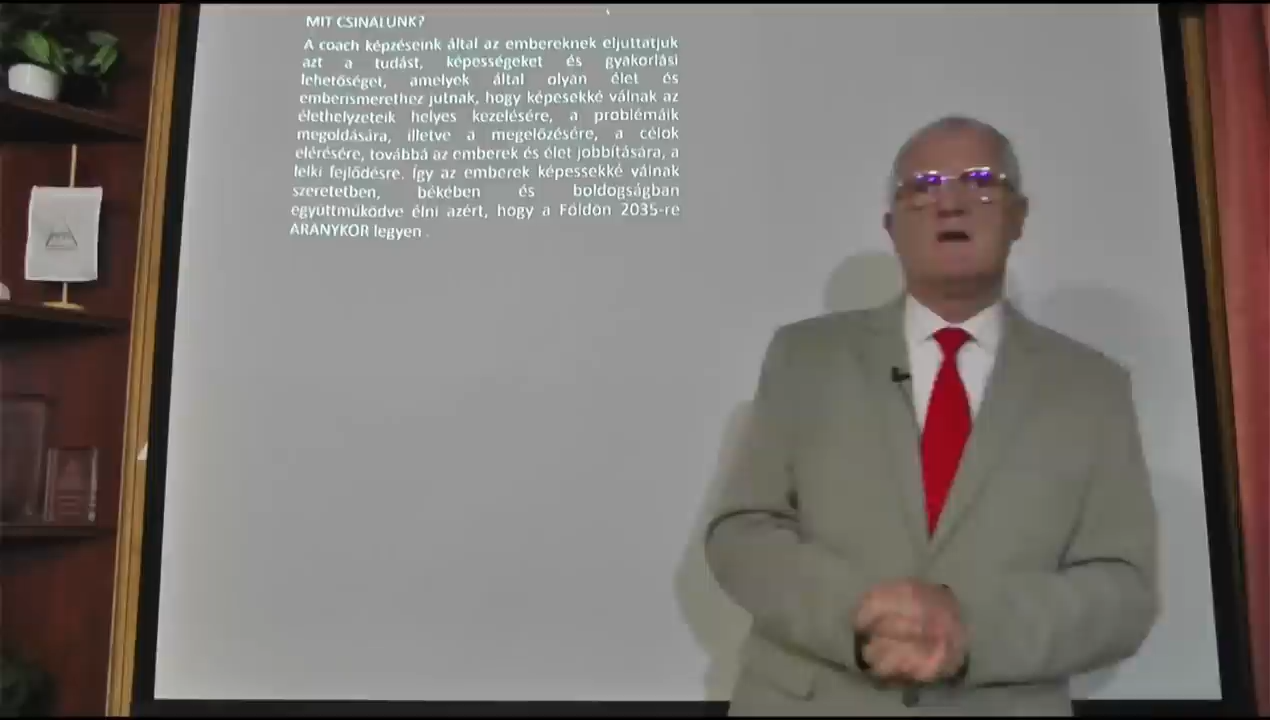 MIT CSINÁLUNK?
A coach képzéseink által az embereknek eljuttatjuk
azt a tudást, képességeket és gyakorlási
lehetőséget, amelyek által olyan élet és
emberismerethez jutnak, hogy képesekké válnak az
élethelyzeteik helyes kezelésére, a problémáik
megoldására, illetve a megelőzésére, a célok
elérésére, továbbá az emberek és élet jobbítására, a
lelki fejlődésre. Így az emberek képessekké válnak
szeretetben, békében és boldogságban
együttműködve élni azért, hogy a Földön 2035-re
ARANYKOR legyen .